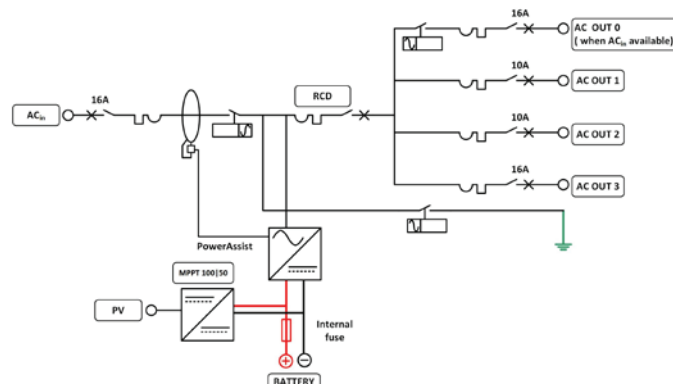 16A
AC OUT 0
( when ACin available)
RCD
10A
AC OUT 1
16A
ACin
10A
AC OUT 2
16A
AC OUT 3
PowerAssist
MPPT 100|50
PV
Internal
fuse
+
−
BATTERY